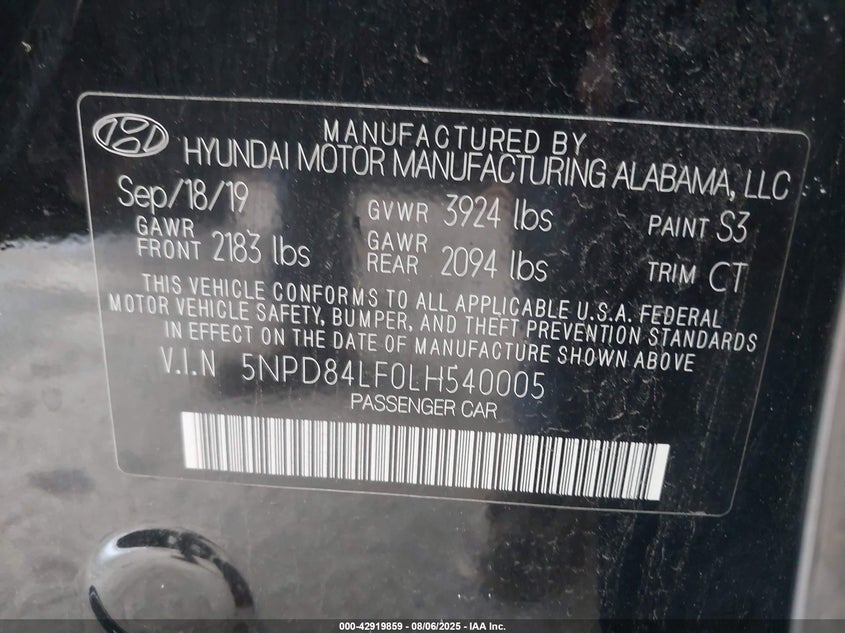 MANUFACTURED BY
HYUNDAI MOTOR MANUFACTURING ALABAMA, LLC
Sep/18/19 GVWR 3924 lbs PAINT S3
GAWR FRONT 2183 lbs GAWR REAR 2094 lbs TRIM CT
THIS VEHICLE CONFORMS TO ALL APPLICABLE U.S.A. FEDERAL
MOTOR VEHICLE SAFETY, BUMPER, AND THEFT PREVENTION STANDARDS
IN EFFECT ON THE DATE OF MANUFACTURE SHOWN ABOVE
V.I.N 5NPD84LF0LH540005
PASSENGER CAR
000-42919859 - 08/06/2025 - IAA Inc.